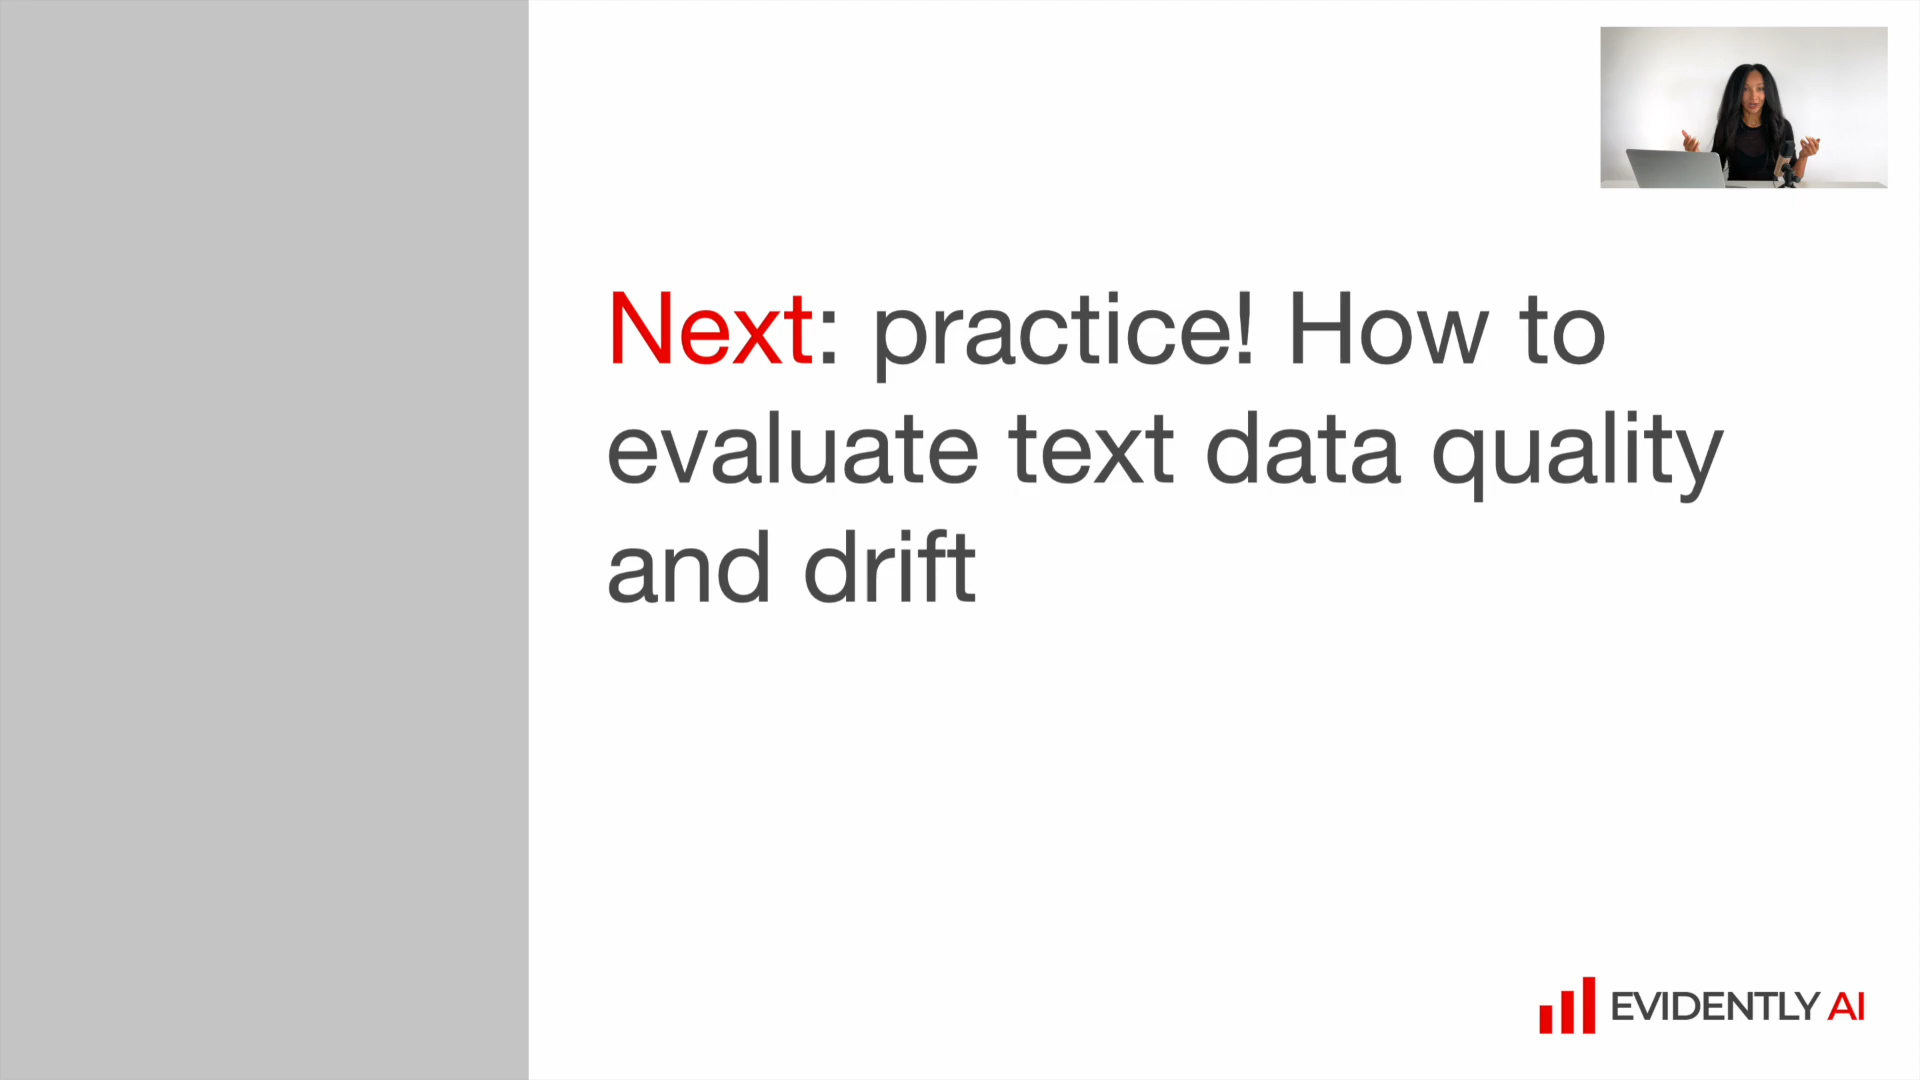 Next: practice! How to
evaluate text data quality
and drift
EVIDENTLY AI